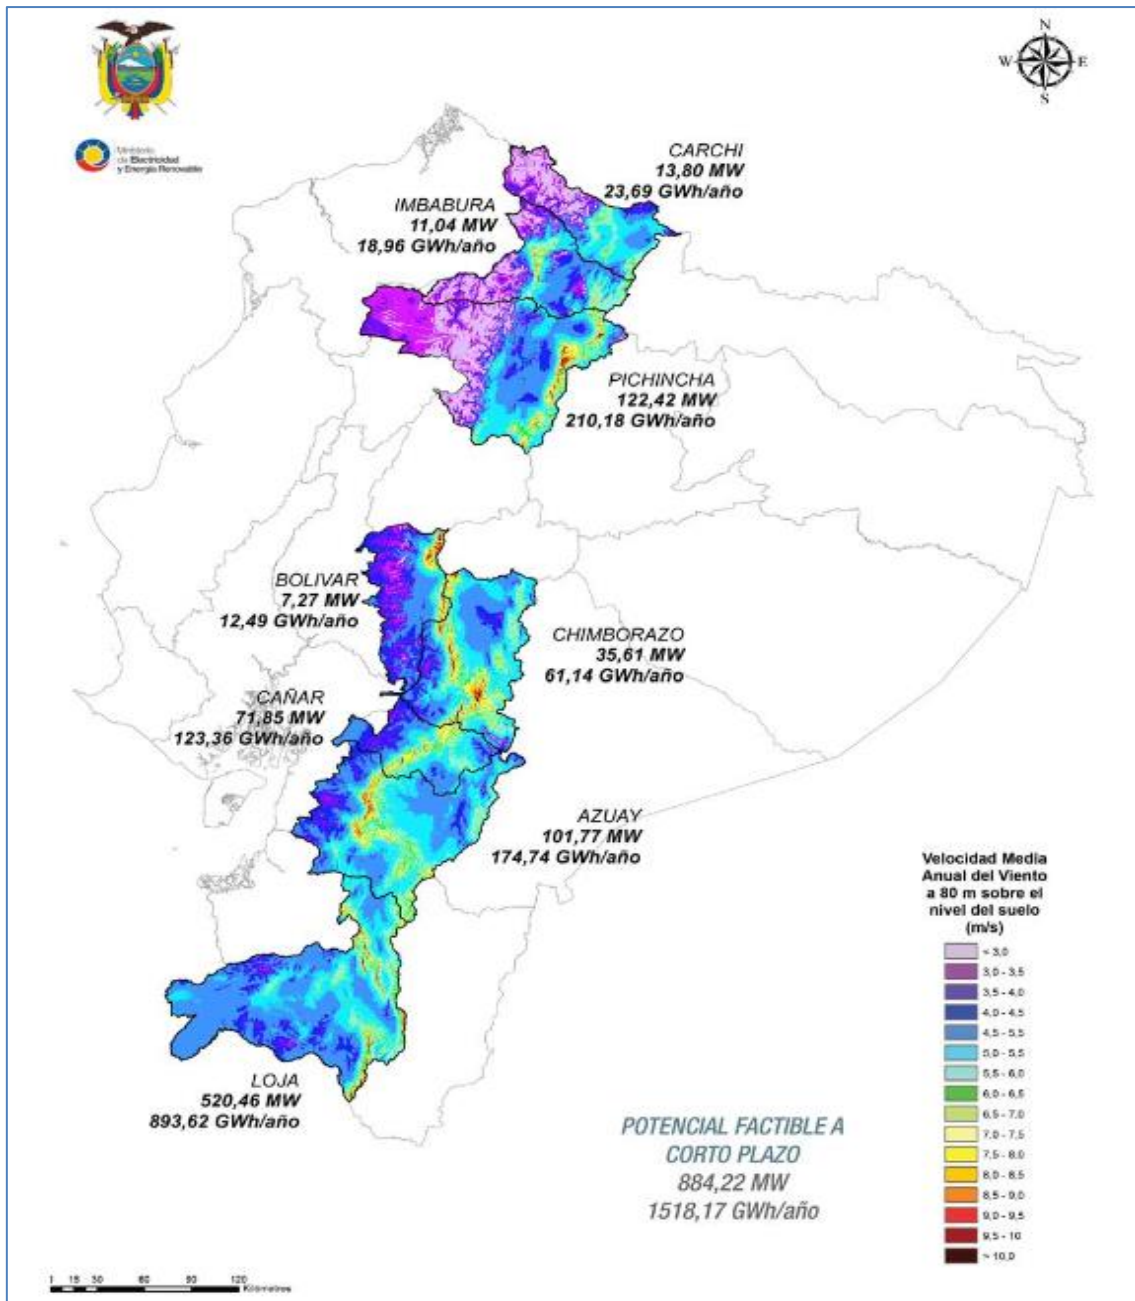 N
W E
S
Ministerio
de Electricidad
y Energía Renovable
CARCHI
13,80 MW
23,69 GWh/año
IMBABURA
11,04 MW
18,96 GWh/año
PICHINCHA
122,42 MW
210,18 GWh/año
BOLIVAR
7,27 MW
12,49 GWh/año
CHIMBORAZO
35,61 MW
61,14 GWh/año
CAÑAR
71,85 MW
123,36 GWh/año
AZUAY
101,77 MW
174,74 GWh/año
LOJA
520,46 MW
893,62 GWh/año
POTENCIAL FACTIBLE A
CORTO PLAZO
884,22 MW
1518,17 GWh/año
Velocidad Media
Anual del Viento
a 80 m sobre el
nivel del suelo
(m/s)
< 3,0
3,0 - 3,5
3,5 - 4,0
4,0 - 4,5
4,5 - 5,5
5,0 - 5,5
5,5 - 6,0
6,0 - 6,5
6,5 - 7,0
7,0 - 7,5
7,5 - 8,0
8,0 - 8,5
8,5 - 9,0
9,0 - 9,5
9,5 - 10
> 10,0
1 15 30 60 90 120
Kilómetros